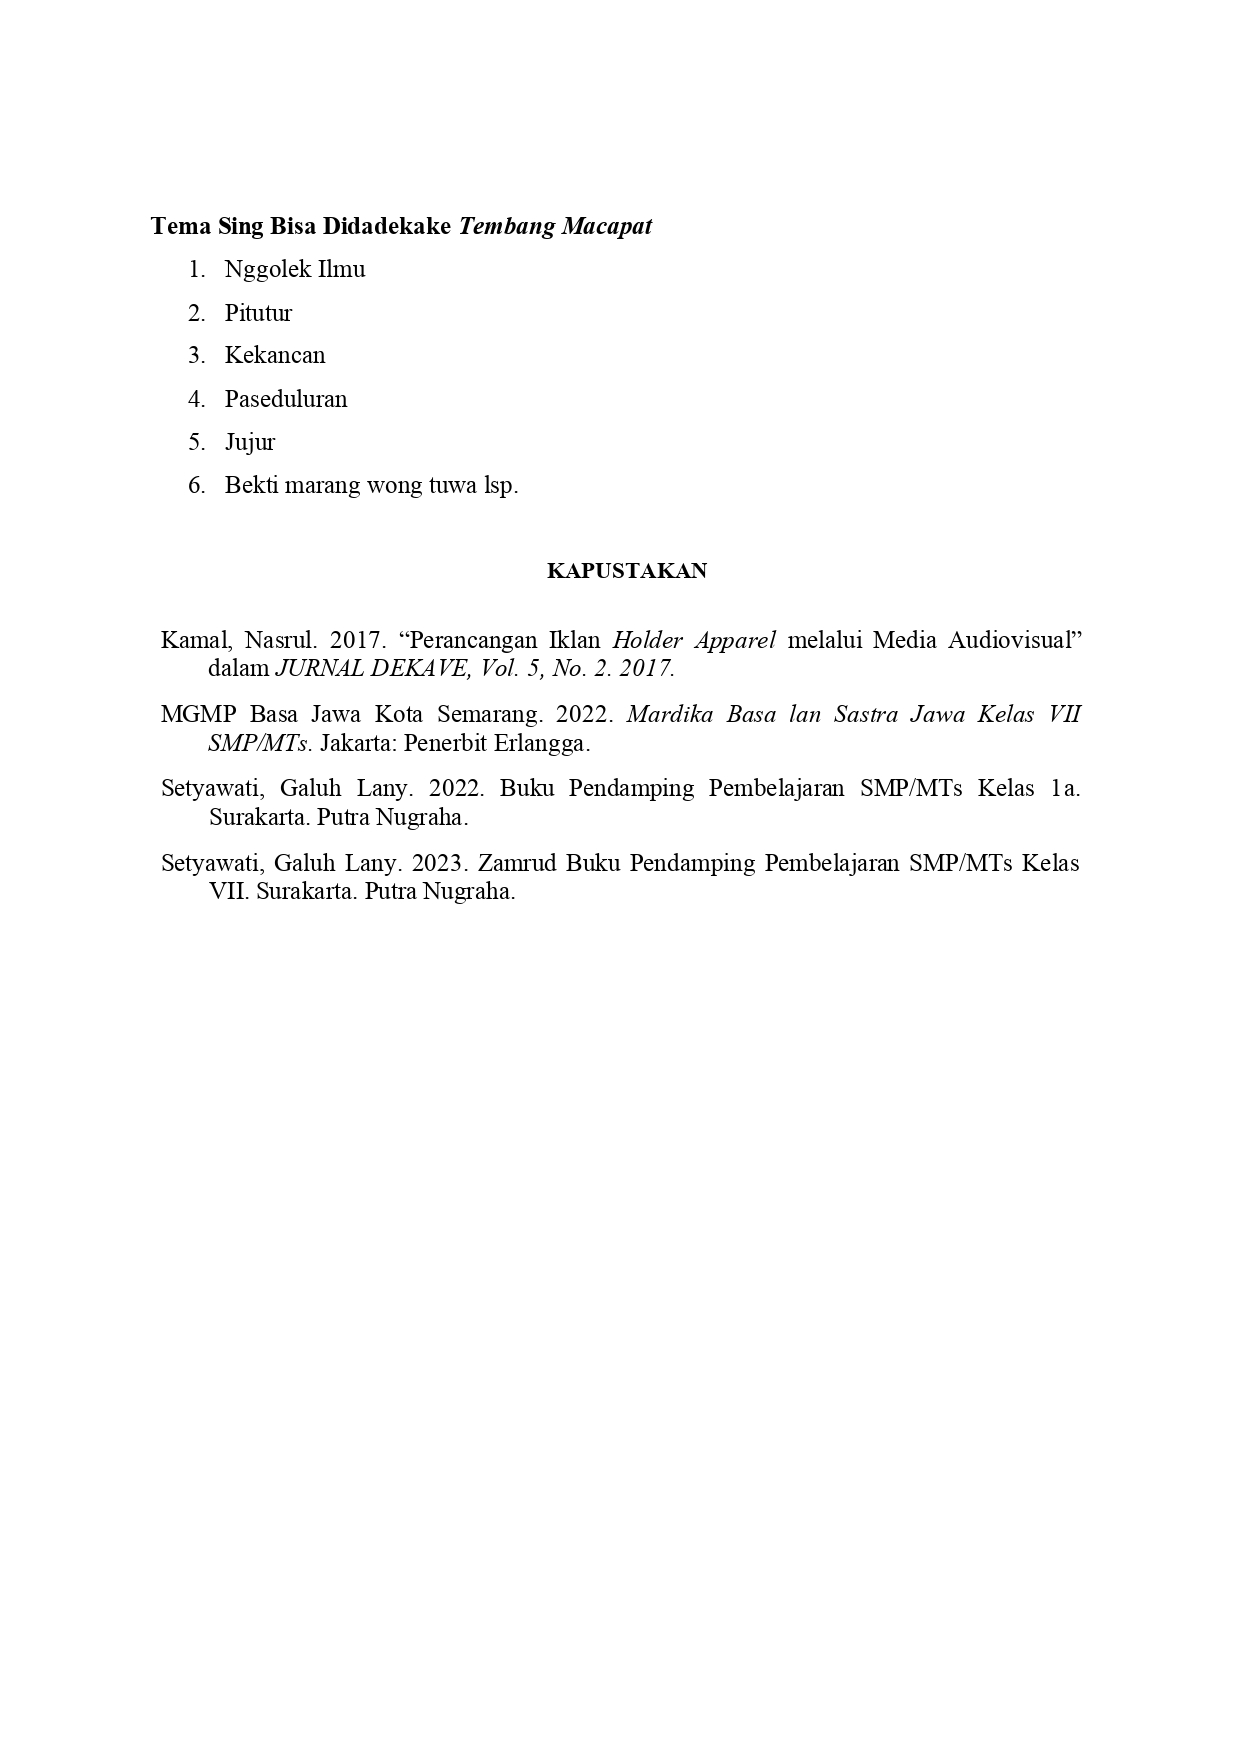 Tema Sing Bisa Didadekake Tembang Macapat
1. Nggolek Ilmu
2. Pitutur
3. Kekancan
4. Paseduluran
5. Jujur
6. Bekti marang wong tuwa lsp.
KAPUSTAKAN
Kamal, Nasrul. 2017. “Perancangan Iklan Holder Apparel melalui Media Audiovisual”
dalam JURNAL DEKAVE, Vol. 5, No. 2. 2017.
MGMP Basa Jawa Kota Semarang. 2022. Mardika Basa lan Sastra Jawa Kelas VII
SMP/MTs. Jakarta: Penerbit Erlangga.
Setyawati, Galuh Lany. 2022. Buku Pendamping Pembelajaran SMP/MTs Kelas 1a.
Surakarta. Putra Nugraha.
Setyawati, Galuh Lany. 2023. Zamrud Buku Pendamping Pembelajaran SMP/MTs Kelas
VII. Surakarta. Putra Nugraha.